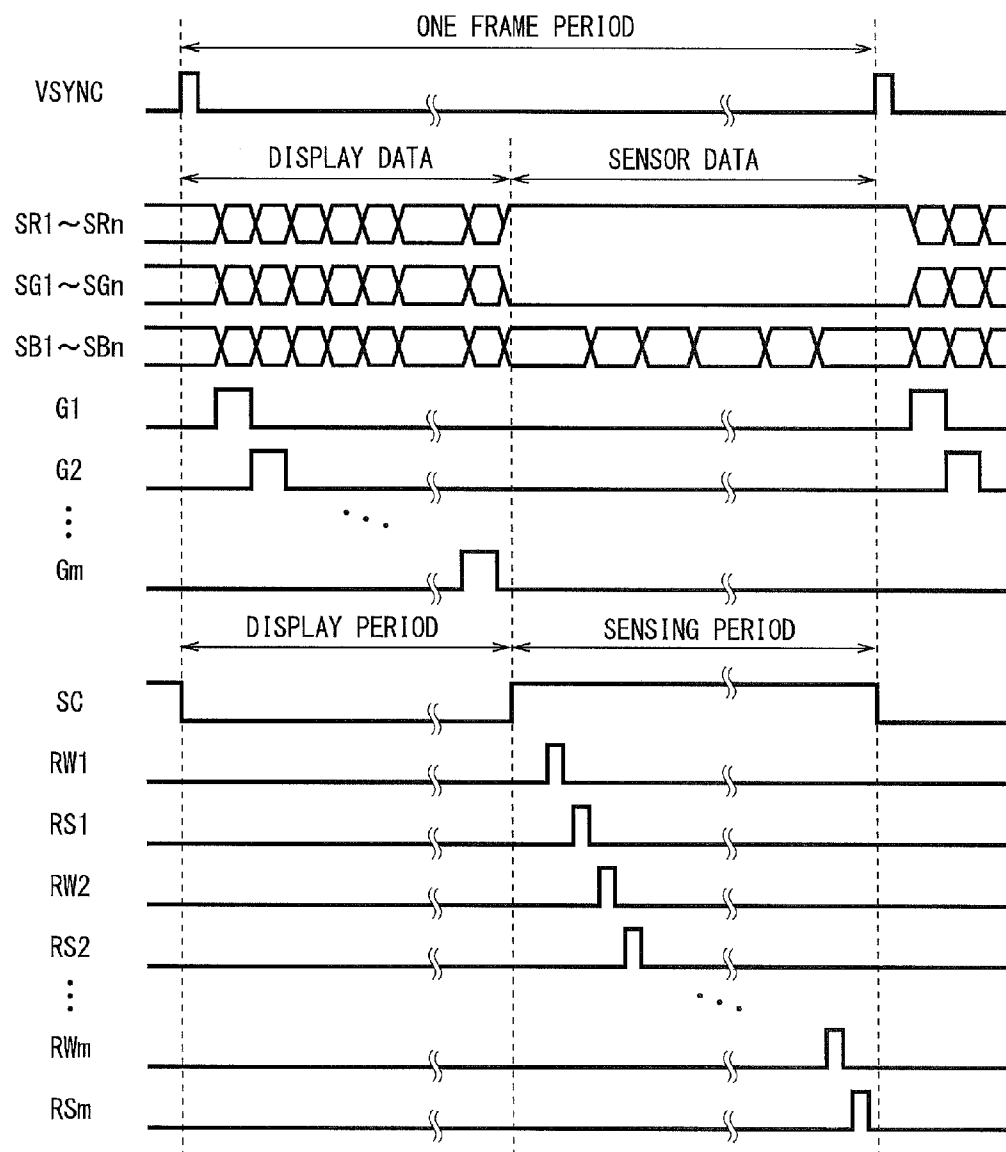 ONE FRAME PERIOD
VSYNC
DISPLAY DATA SENSOR DATA
SR1~SRn
SG1~SGn
SB1~SBn
G1
G2
Gm
DISPLAY PERIOD SENSING PERIOD
SC
RW1
RS1
RW2
RS2
RWm
RSm